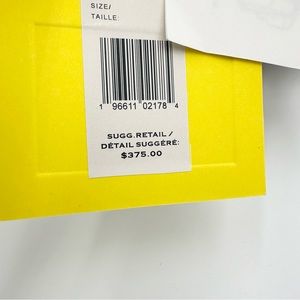 SIZE/
TAILLE:
1 96611 02178 4
SUGG.RETAIL /
DÉTAIL SUGGÉRÉ:
$375.00